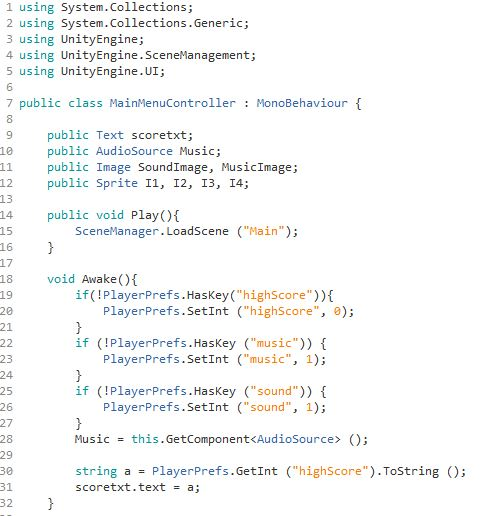 1 using System.Collections;
2 using System.Collections.Generic;
3 using UnityEngine;
4 using UnityEngine.SceneManagement;
5 using UnityEngine.UI;
6
7 public class MainMenuController : MonoBehaviour {
8
9     public Text scoretxt;
10     public AudioSource Music;
11     public Image SoundImage, MusicImage;
12     public Sprite I1, I2, I3, I4;
13
14     public void Play(){
15         SceneManager.LoadScene ("Main");
16     }
17
18     void Awake(){
19         if(!PlayerPrefs.HasKey("highScore")){
20             PlayerPrefs.SetInt ("highScore", 0);
21         }
22         if (!PlayerPrefs.HasKey ("music")) {
23             PlayerPrefs.SetInt ("music", 1);
24         }
25         if (!PlayerPrefs.HasKey ("sound")) {
26             PlayerPrefs.SetInt ("sound", 1);
27         }
28         Music = this.GetComponent<AudioSource> ();
29
30         string a = PlayerPrefs.GetInt ("highScore").ToString ();
31         scoretxt.text = a;
32     }